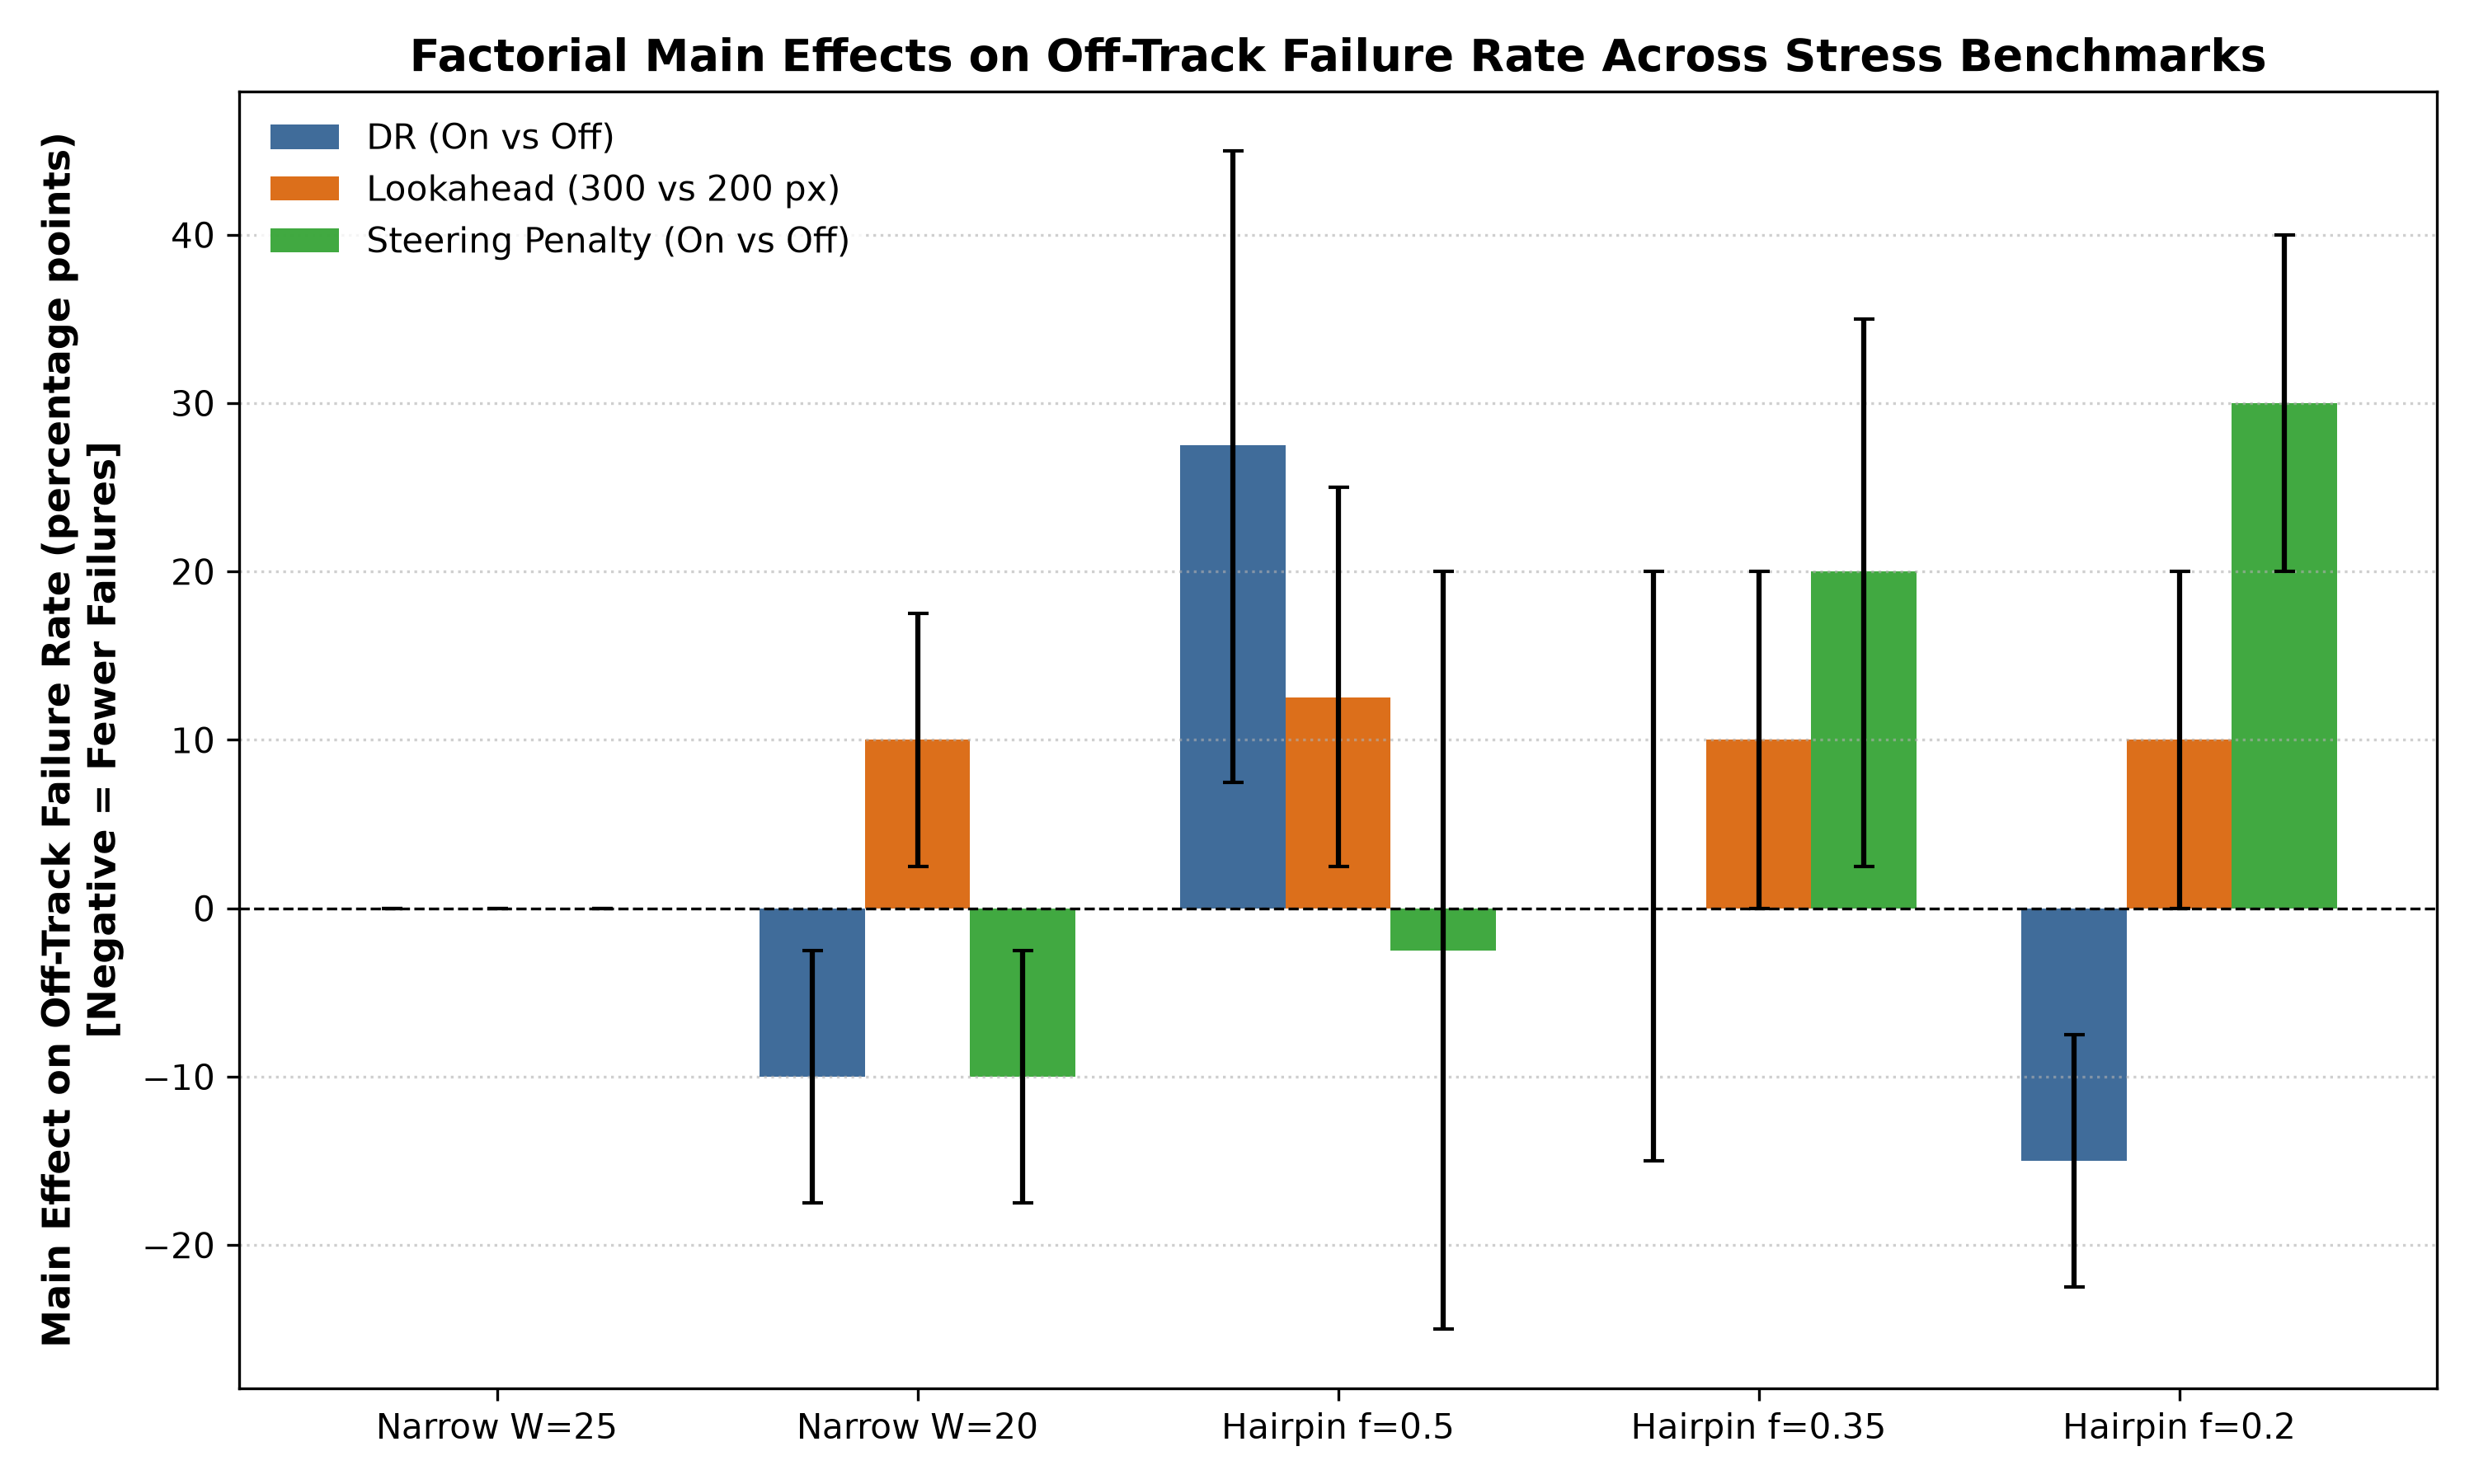 Factorial Main Effects on Off-Track Failure Rate Across Stress Benchmarks
Main Effect on Off-Track Failure Rate (percentage points)
[Negative = Fewer Failures]
DR (On vs Off)
Lookahead (300 vs 200 px)
Steering Penalty (On vs Off)
40
30
20
10
0
−10
−20
Narrow W=25
Narrow W=20
Hairpin f=0.5
Hairpin f=0.35
Hairpin f=0.2